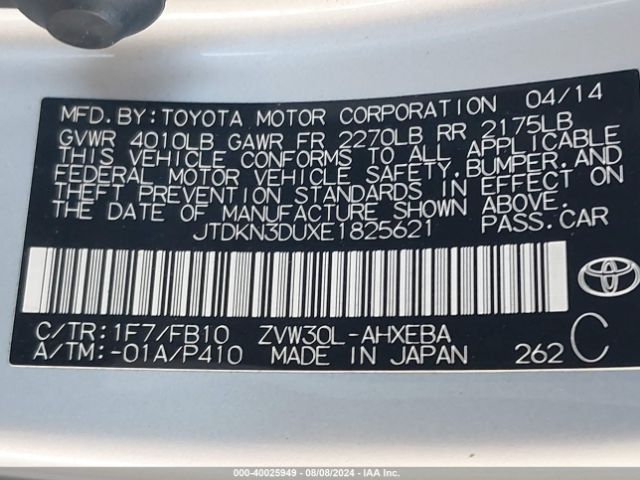 MFD.BY:TOYOTA MOTOR CORPORATION 04/14
GVWR 4010LB GAWR FR 2270LB RR 2175LB
THIS VEHICLE CONFORMS TO ALL APPLICABLE
FEDERAL MOTOR VEHICLE SAFETY,BUMPER,AND
THEFT PREVENTION STANDARDS IN EFFECT ON
THE DATE OF MANUFACTURE SHOWN ABOVE.
JTDKN3DUXE1825621 PASS.CAR
C/TR:1F7/FB10 ZVW30L-AHXEBA
A/TM:-01A/P410 MADE IN JAPAN 262 C
000-40025949 - 08/08/2024 - IAA Inc.